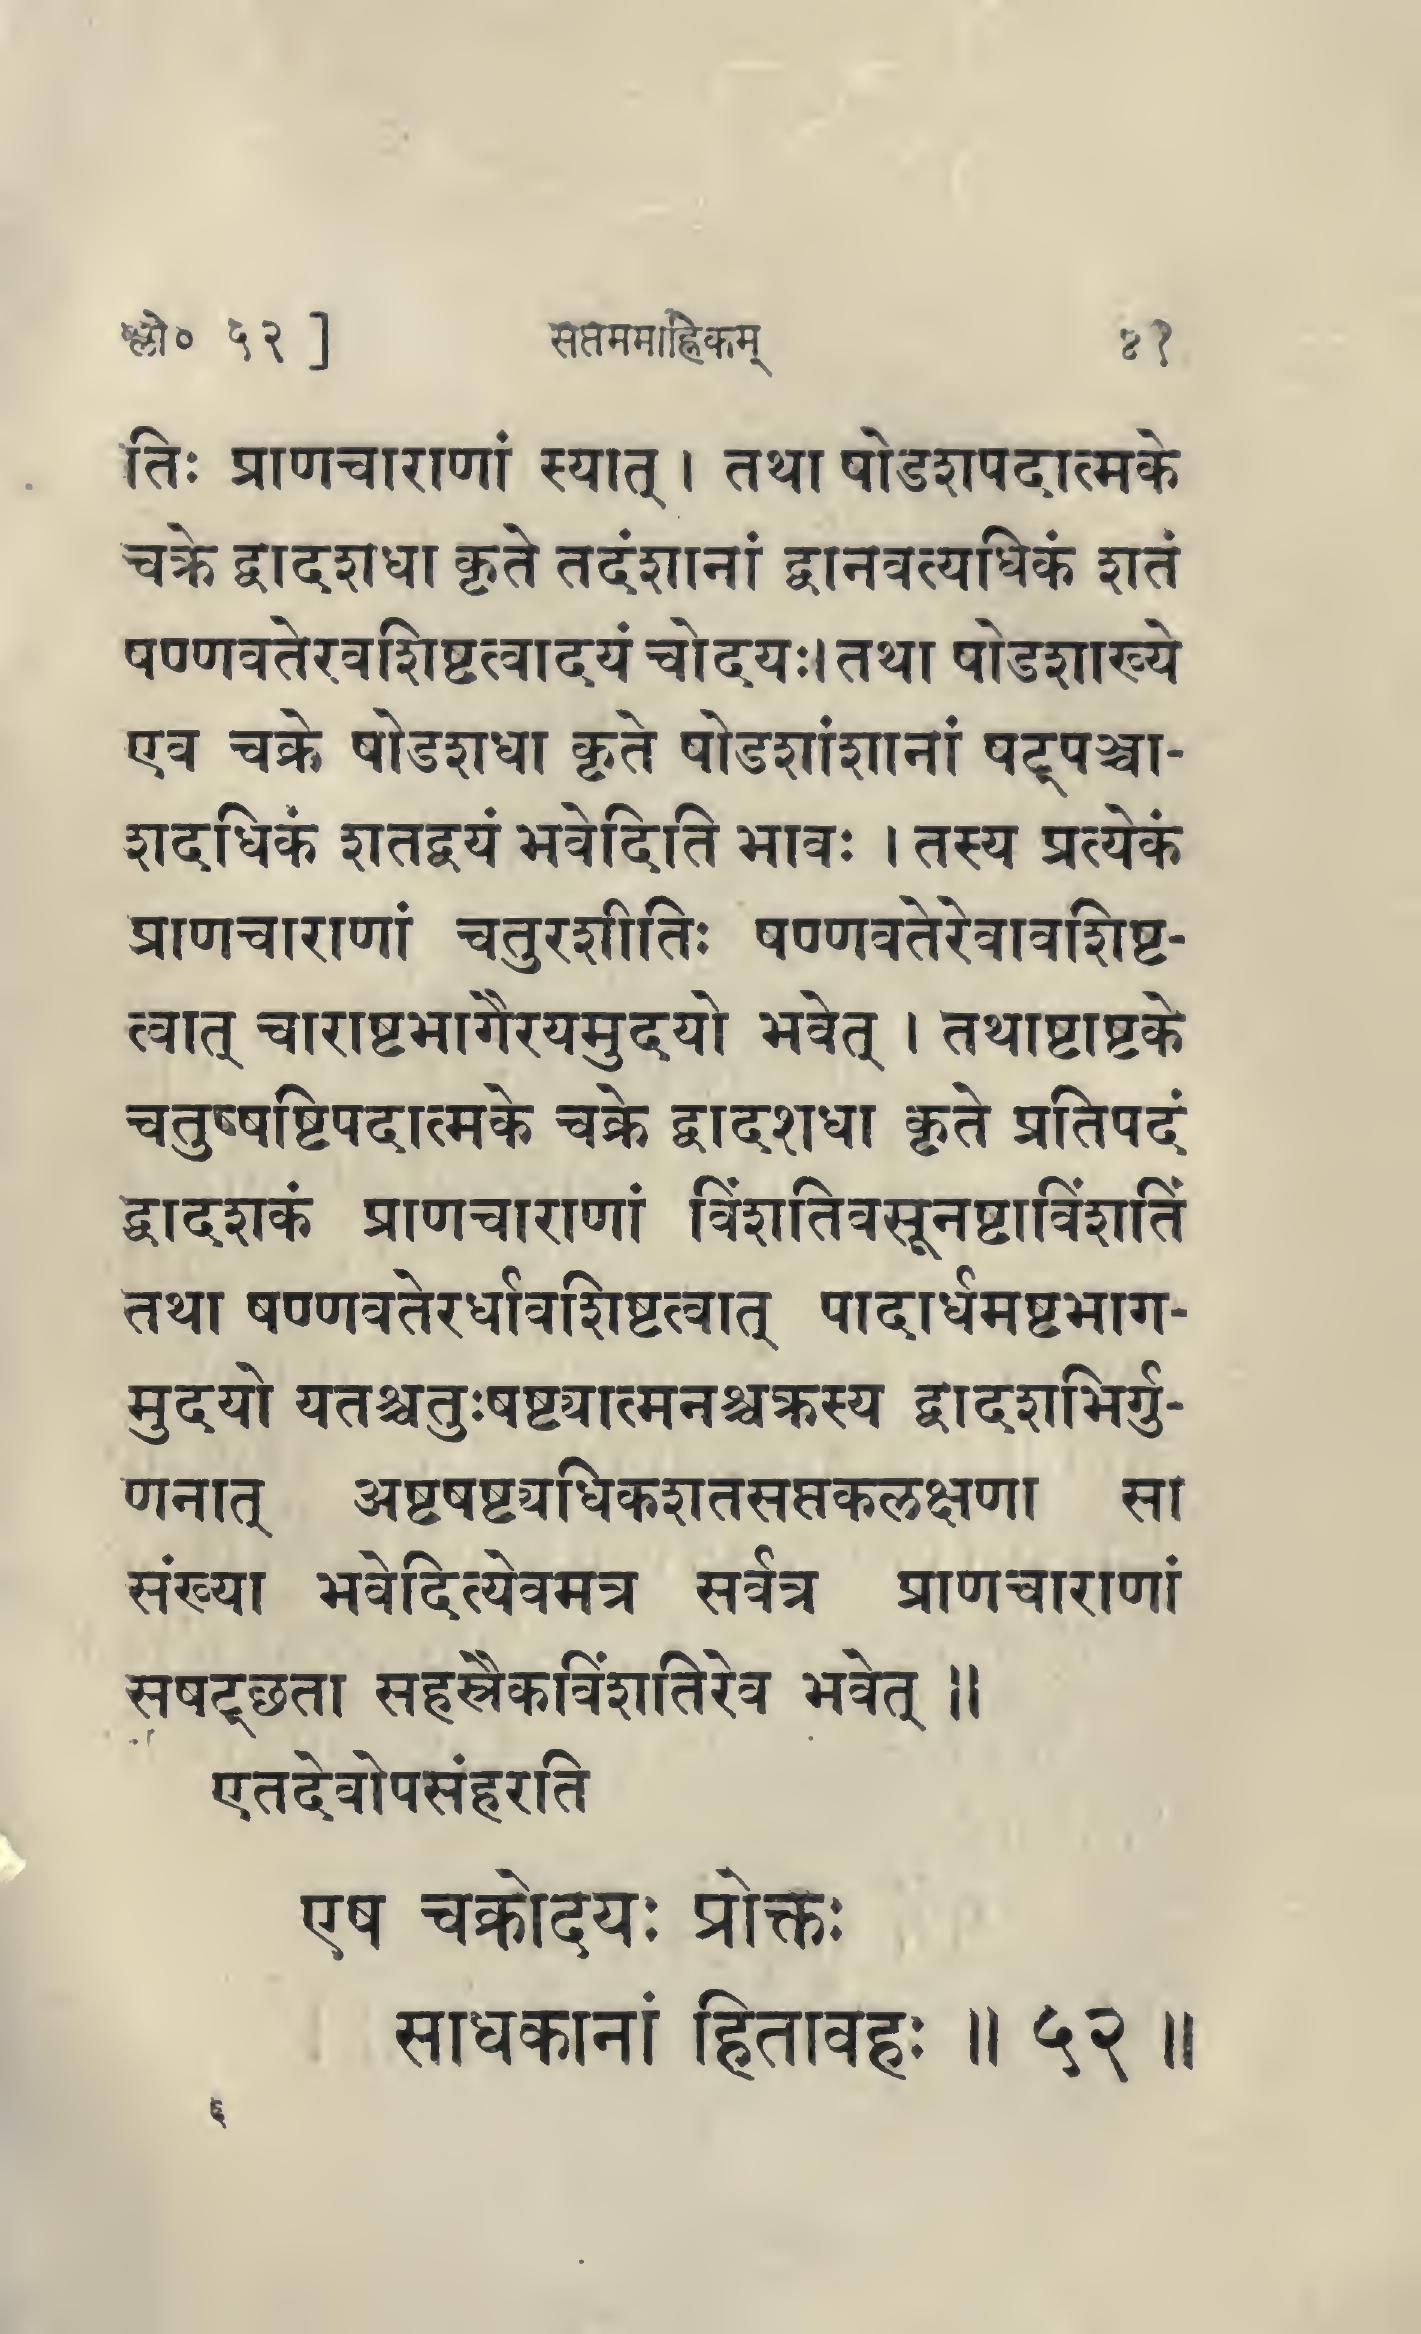 श्लो० ५२ ] सप्तममाह्निकम् ४१
तिः प्राणचाराणां स्यात् । तथा षोडशपदात्मके
चक्रे द्वादशधा कृते तदंशानां द्वानवत्यधिकं शतं
षण्णवतेरवशिष्टत्वादयं चोदयः। तथा षोडशाख्ये
एव चक्रे षोडशधा कृते षोडशांशानां षट्पञ्चा-
शदधिकं शतद्वयं भवेदिति भावः । तस्य प्रत्येकं
प्राणचाराणां चतुरशीतिः षण्णवतेरेवावशिष्ट-
त्वात् चाराष्टभागैरयमुदयो भवेत् । तथाष्टाष्टके
चतुष्षष्टिपदात्मके चक्रे द्वादशधा कृते प्रतिपदं
द्वादशकं प्राणचाराणां विंशतिवसूनष्टाविंशतिं
तथा षण्णवतेरर्धावशिष्टत्वात् पादार्धमष्टभाग-
मुदयो यतश्चतुःषष्ट्यात्मनश्चक्रस्य द्वादशभिर्गु-
णनात् अष्टषष्ट्यधिकशतसप्तकलक्षणा सा
संख्या भवेदित्येवमत्र सर्वत्र प्राणचाराणां
सषट्छता सहस्रैकविंशतिरेव भवेत् ॥
एतदेवोपसंहरति
एष चक्रोदयः प्रोक्तः
साधकानां हितावहः ॥ ५२ ॥
६